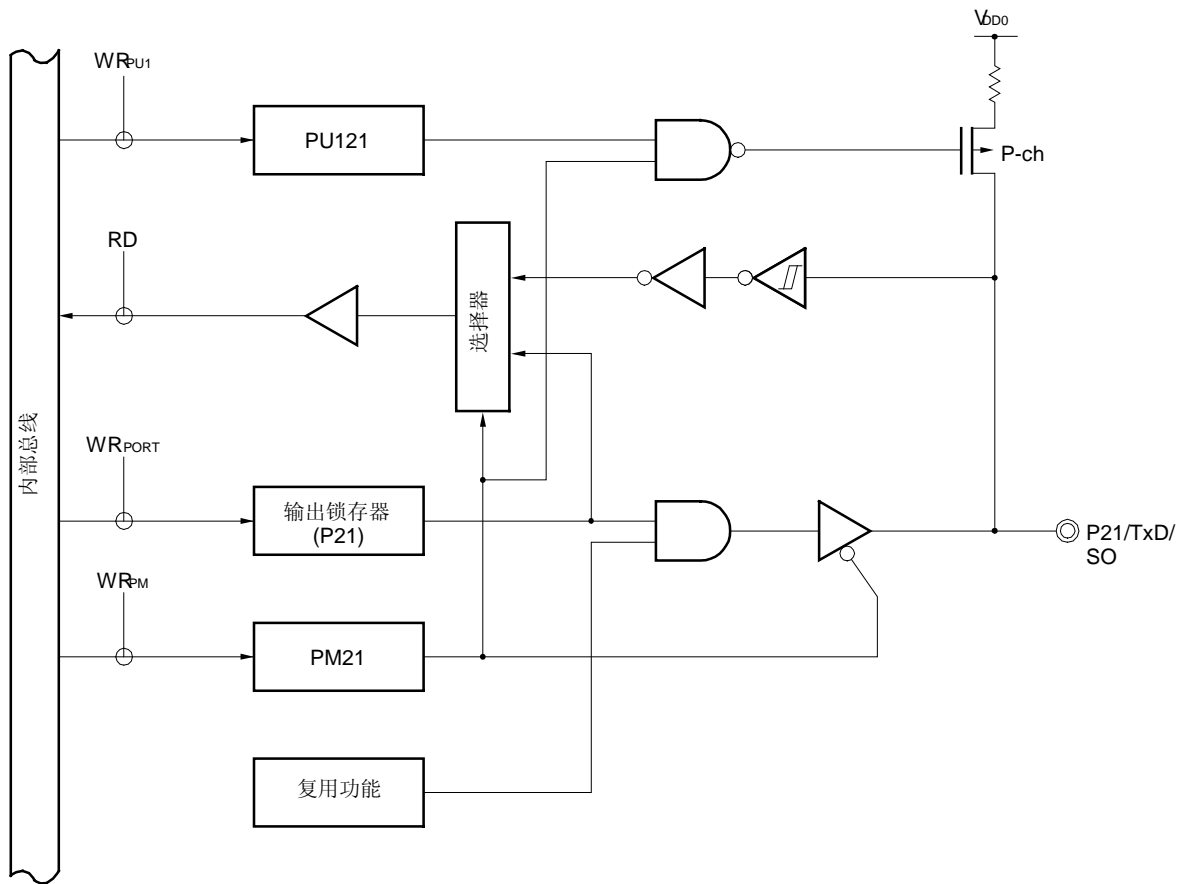 VDD0
WRPU1
PU121
P-ch
RD
选择器
内部总线
WRPORT
输出锁存器
(P21)
P21/TxD/
SO
WRPM
PM21
复用功能